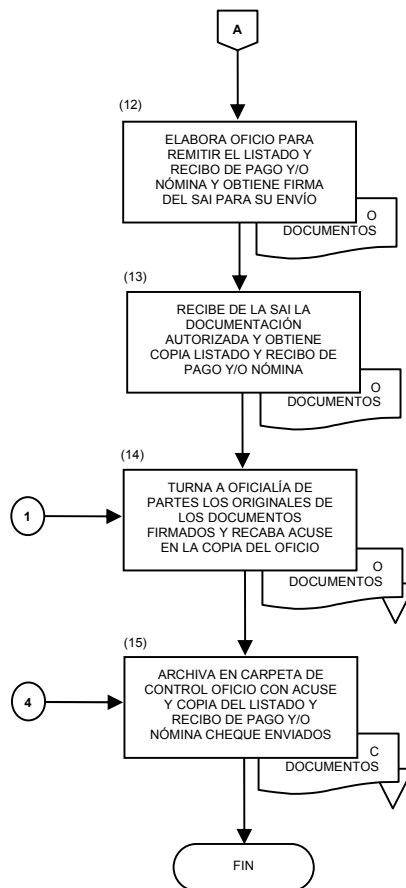 A
(12)
ELABORA OFICIO PARA
REMITIR EL LISTADO Y
RECIBO DE PAGO Y/O
NÓMINA Y OBTIENE FIRMA
DEL SAI PARA SU ENVÍO
O
DOCUMENTOS
(13)
RECIBE DE LA SAI LA
DOCUMENTACIÓN
AUTORIZADA Y OBTIENE
COPIA LISTADO Y RECIBO DE
PAGO Y/O NÓMINA
O
DOCUMENTOS
(14)
1
TURNA A OFICIALÍA DE
PARTES LOS ORIGINALES DE
LOS DOCUMENTOS
FIRMADOS Y RECABA ACUSE
EN LA COPIA DEL OFICIO
O
DOCUMENTOS
(15)
4
ARCHIVA EN CARPETA DE
CONTROL OFICIO CON ACUSE
Y COPIA DEL LISTADO Y
RECIBO DE PAGO Y/O
NÓMINA CHEQUE ENVIADOS
C
DOCUMENTOS
FIN